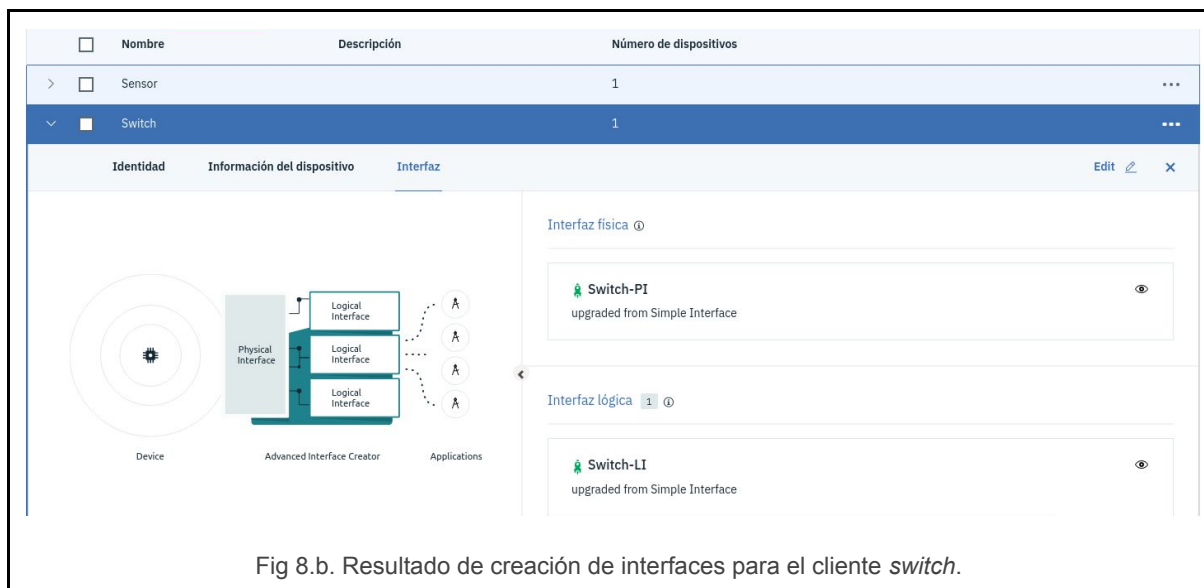 Nombre Descripción Número de dispositivos
Sensor 1
Switch 1
Identidad Información del dispositivo Interfaz Edit
Interfaz física
Switch-PI
upgraded from Simple Interface
Logical
Interface
Physical
Interface
Logical
Interface
Logical
Interface
Device Advanced Interface Creator Applications
Interfaz lógica 1
Switch-LI
upgraded from Simple Interface
Fig 8.b. Resultado de creación de interfaces para el cliente switch.